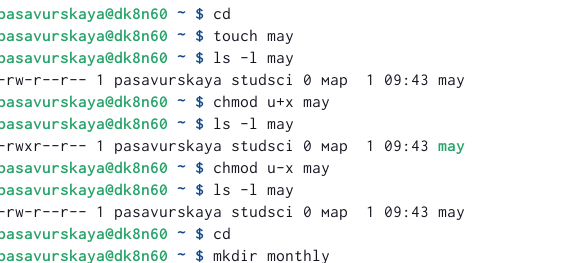 pasavurskaya@dk8n60 ~ $ cd
pasavurskaya@dk8n60 ~ $ touch may
pasavurskaya@dk8n60 ~ $ ls -l may
-rw-r--r-- 1 pasavurskaya studsci 0 мар  1 09:43 may
pasavurskaya@dk8n60 ~ $ chmod u+x may
pasavurskaya@dk8n60 ~ $ ls -l may
-rwxr--r-- 1 pasavurskaya studsci 0 мар  1 09:43 may
pasavurskaya@dk8n60 ~ $ chmod u-x may
pasavurskaya@dk8n60 ~ $ ls -l may
-rw-r--r-- 1 pasavurskaya studsci 0 мар  1 09:43 may
pasavurskaya@dk8n60 ~ $ cd
pasavurskaya@dk8n60 ~ $ mkdir monthly